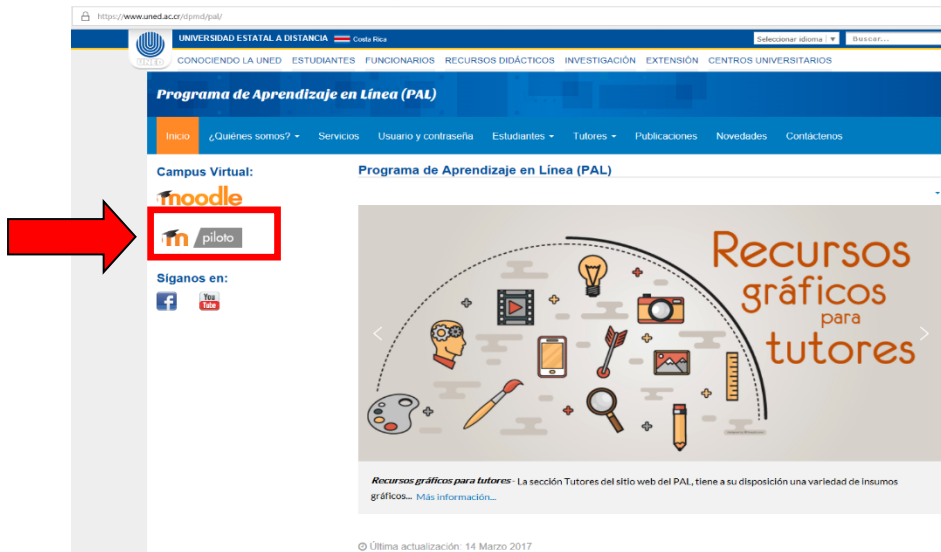 https://www.uned.ac.cr/dpmd/pal/
UNIVERSIDAD ESTATAL A DISTANCIA Costa Rica
Seleccionar idioma ▼ Buscar...
UNED
CONOCIENDO LA UNED ESTUDIANTES FUNCIONARIOS RECURSOS DIDÁCTICOS INVESTIGACIÓN EXTENSIÓN CENTROS UNIVERSITARIOS
Programa de Aprendizaje en Línea (PAL)
Inicio ¿Quiénes somos? Servicios Usuario y contraseña Estudiantes Tutores Publicaciones Novedades Contáctenos
Campus Virtual:
moodle
m piloto
Síganos en:
f You Tube
Programa de Aprendizaje en Línea (PAL)
Recursos
gráficos
para
tutores
Recursos gráficos para tutores - La sección Tutores del sitio web del PAL, tiene a su disposición una variedad de insumos
gráficos... Más información...
Última actualización: 14 Marzo 2017